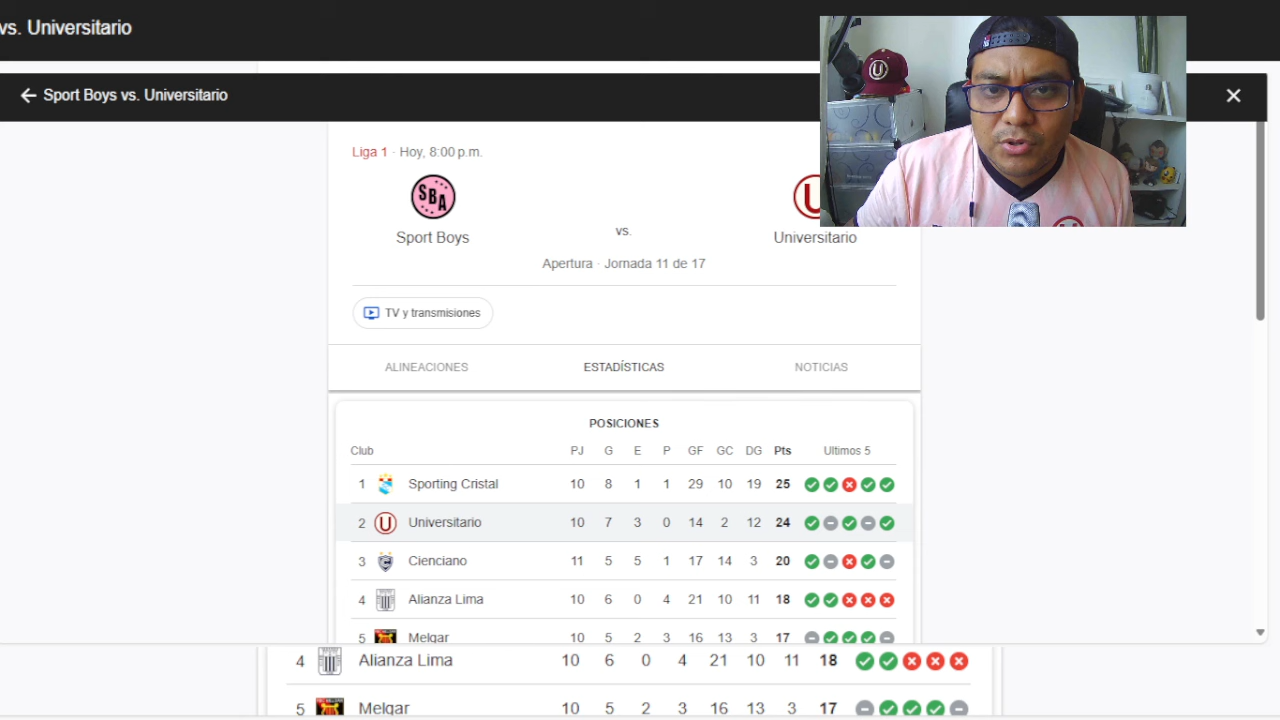 vs. Universitario
Sport Boys vs. Universitario
Liga 1 · Hoy, 8:00 p.m.
SBA
U
U
Sport Boys
vs.
Universitario
Apertura · Jornada 11 de 17
TV y transmisiones
ALINEACIONES ESTADÍSTICAS NOTICIAS
POSICIONES
Club PJ G E P GF GC DG Pts Ultimos 5
1 Sporting Cristal 10 8 1 1 29 10 19 25
2 U Universitario 10 7 3 0 14 2 12 24
3 Cienciano 11 5 5 1 17 14 3 20
4 Alianza Lima 10 6 0 4 21 10 11 18
5 Melgar 10 5 2 3 16 13 3 17
4 Alianza Lima 10 6 0 4 21 10 11 18
5 Melgar 10 5 2 3 16 13 3 17